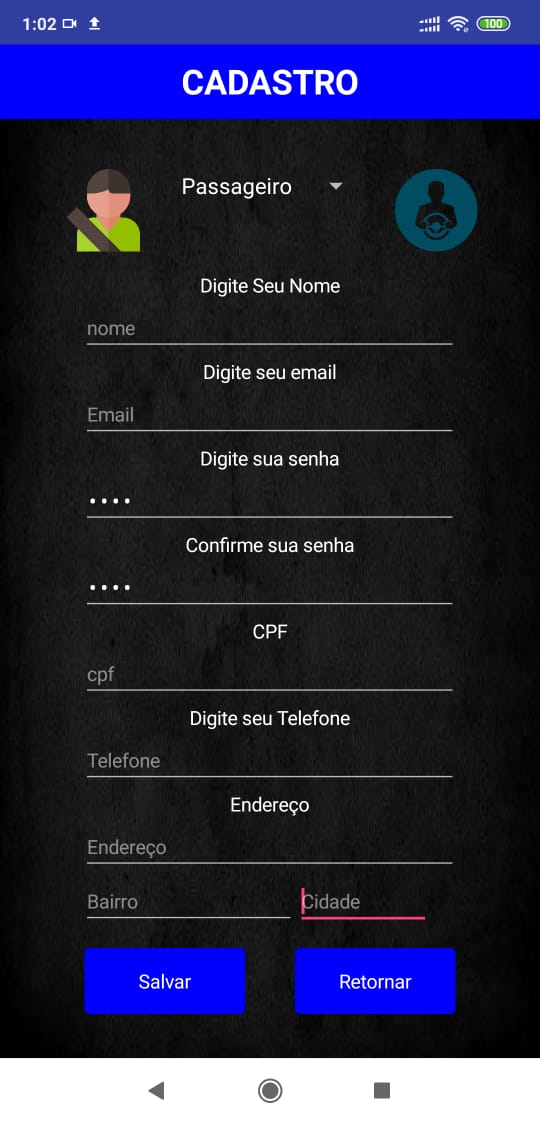 1:02
100
CADASTRO
Passageiro
Digite Seu Nome
nome
Digite seu email
Email
Digite sua senha
••••
Confirme sua senha
••••
CPF
cpf
Digite seu Telefone
Telefone
Endereço
Endereço
Bairro Cidade
Salvar Retornar